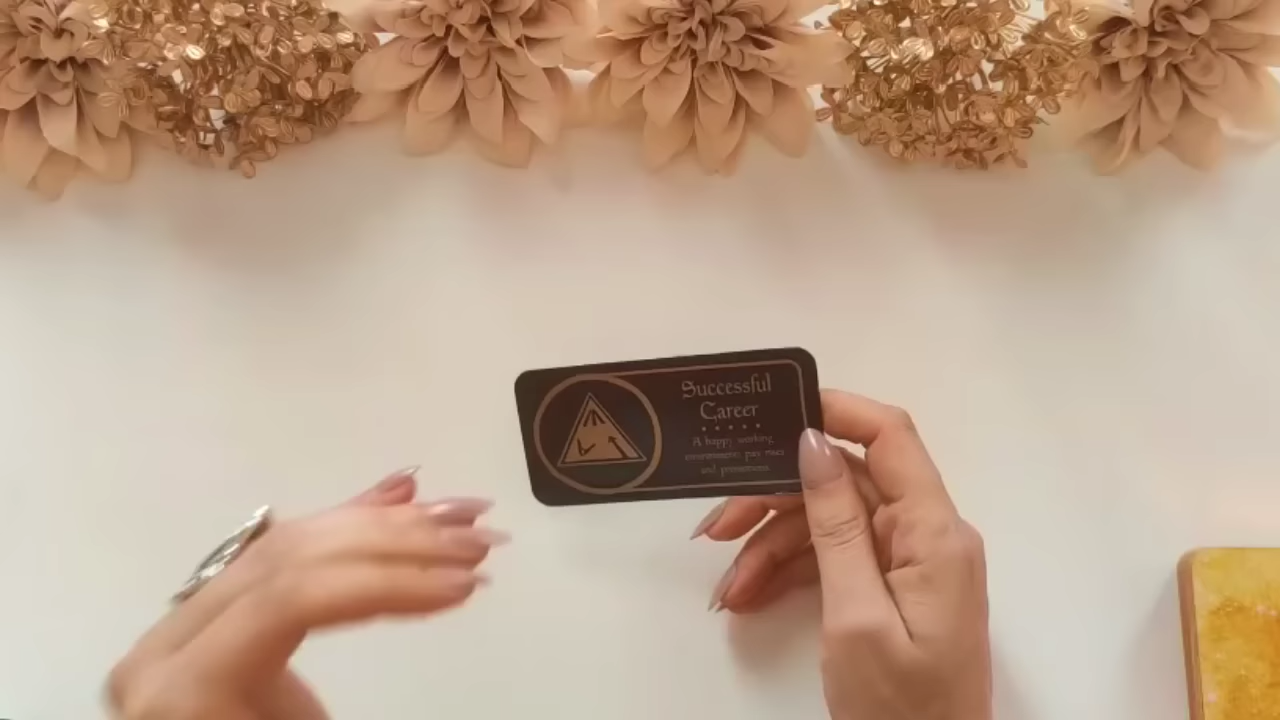 Successful
Career
A happy working
environment, pay rises
and promotions.